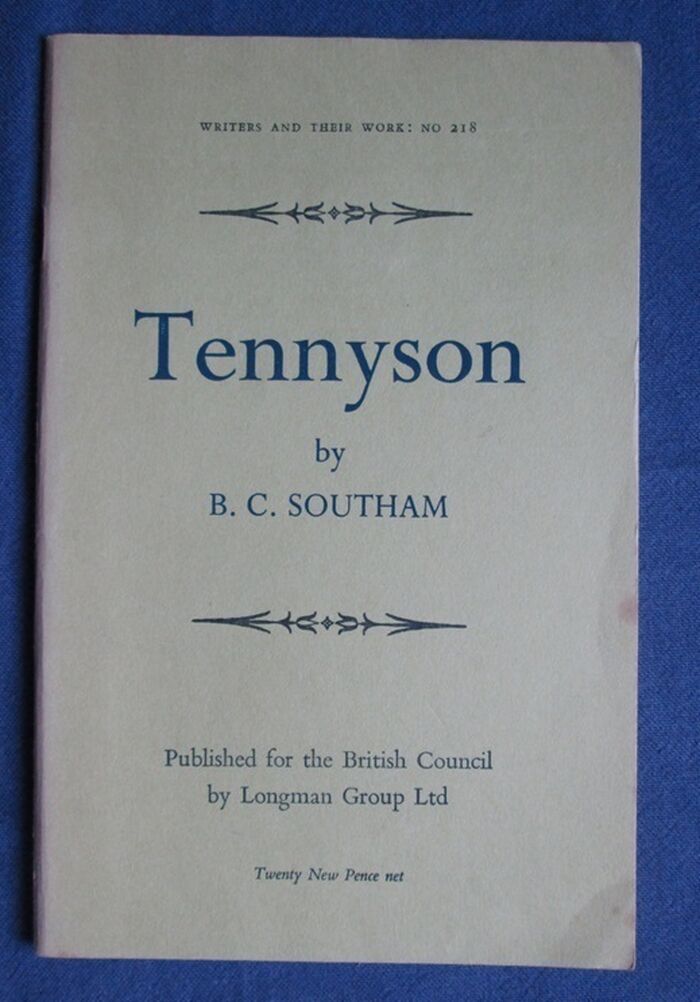 WRITERS AND THEIR WORK: NO 218
Tennyson
by
B. C. SOUTHAM
Published for the British Council
by Longman Group Ltd
Twenty New Pence net